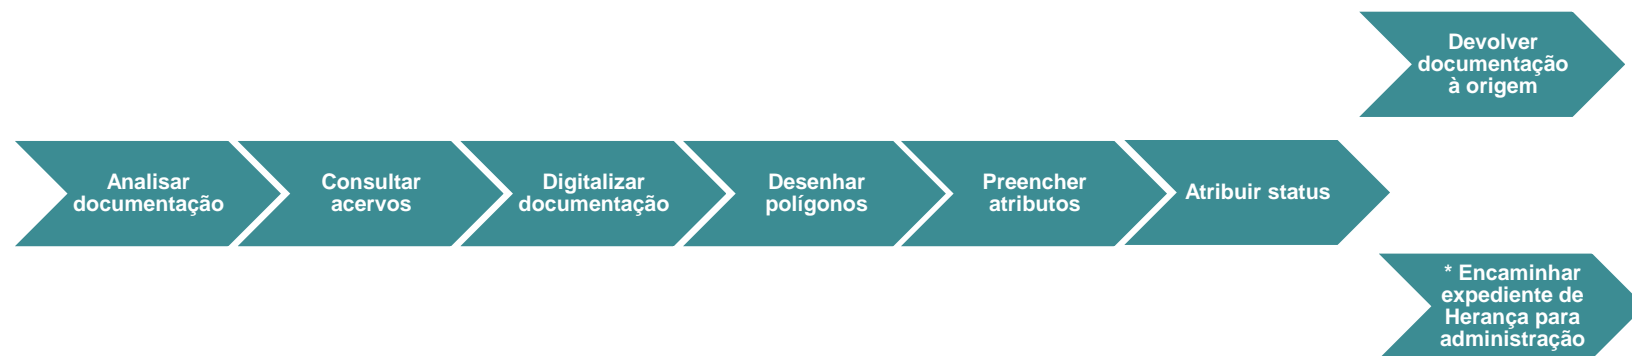 Analisar
documentação
Consultar
acervos
Digitalizar
documentação
Desenhar
polígonos
Preencher
atributos
Atribuir status
Devolver
documentação
à origem
* Encaminhar
expediente de
Herança para
administração